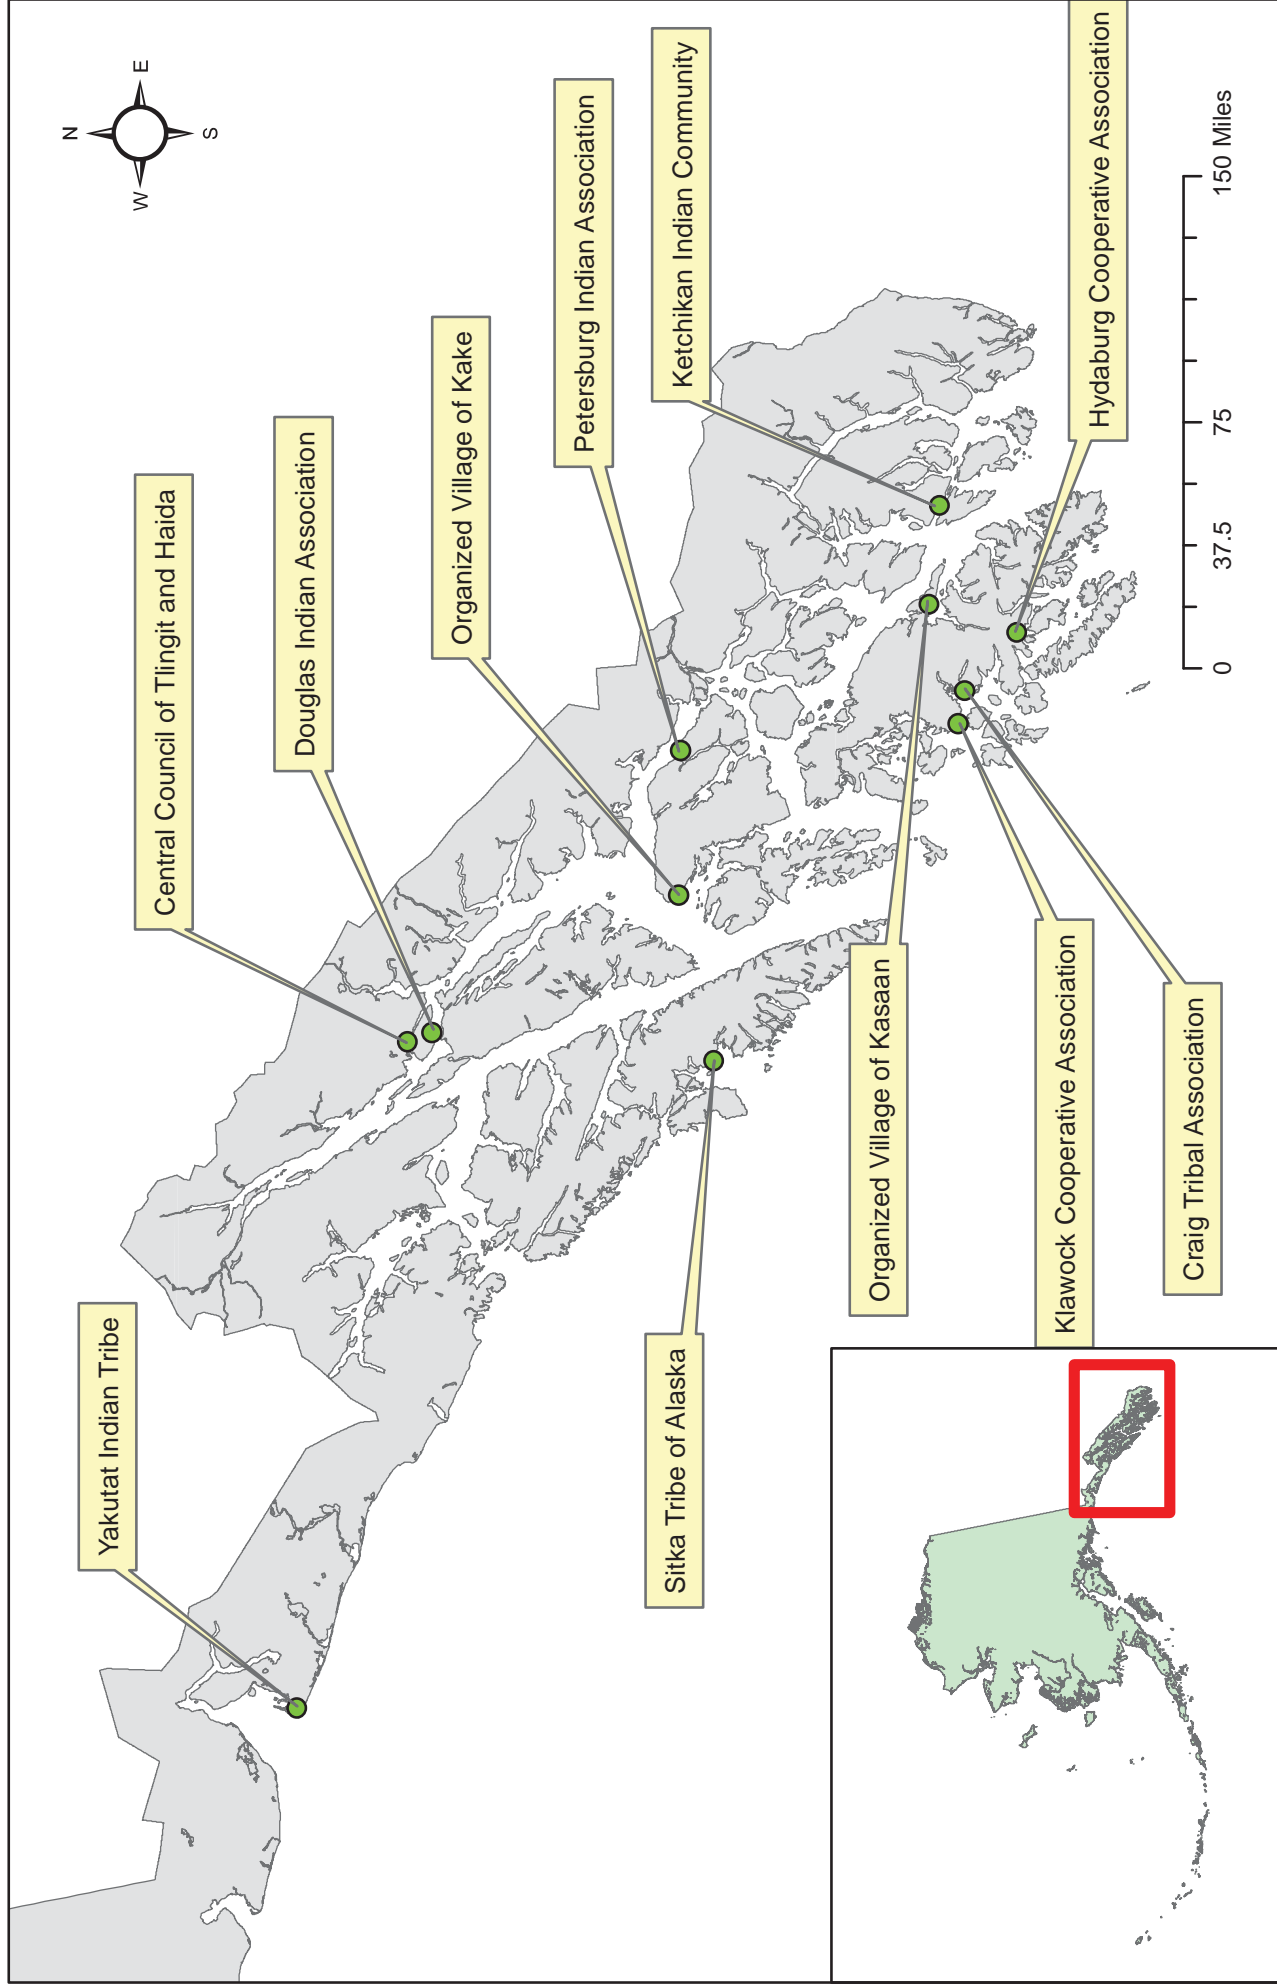 N
W
E
S
Yakutat Indian Tribe
Central Council of Tlingit and Haida
Douglas Indian Association
Organized Village of Kake
Petersburg Indian Association
Ketchikan Indian Community
Sitka Tribe of Alaska
Organized Village of Kasaan
Klawock Cooperative Association
Craig Tribal Association
Hydaburg Cooperative Association
0 37.5 75 150 Miles